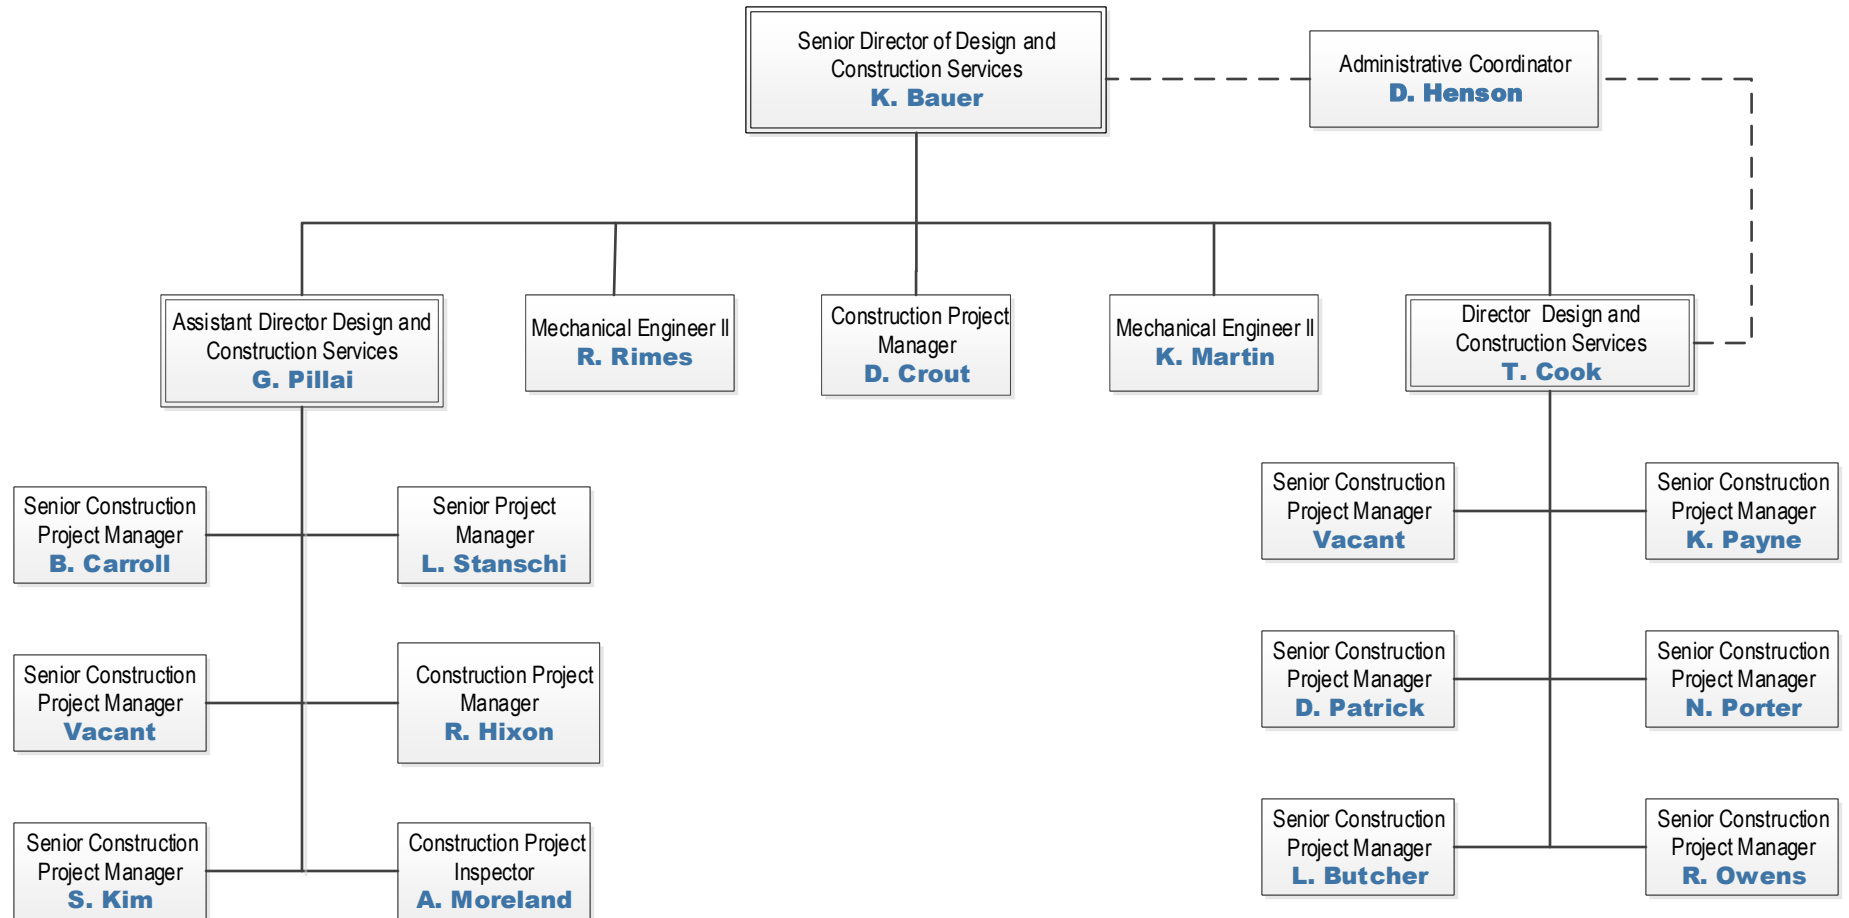 Senior Director of Design and
Construction Services
K. Bauer
Administrative Coordinator
D. Henson
Assistant Director Design and
Construction Services
G. Pillai
Mechanical Engineer II
R. Rimes
Construction Project
Manager
D. Crout
Mechanical Engineer II
K. Martin
Director Design and
Construction Services
T. Cook
Senior Construction
Project Manager
B. Carroll
Senior Project
Manager
L. Stanschi
Senior Construction
Project Manager
Vacant
Senior Construction
Project Manager
K. Payne
Senior Construction
Project Manager
Vacant
Construction Project
Manager
R. Hixon
Senior Construction
Project Manager
D. Patrick
Senior Construction
Project Manager
N. Porter
Senior Construction
Project Manager
S. Kim
Construction Project
Inspector
A. Moreland
Senior Construction
Project Manager
L. Butcher
Senior Construction
Project Manager
R. Owens